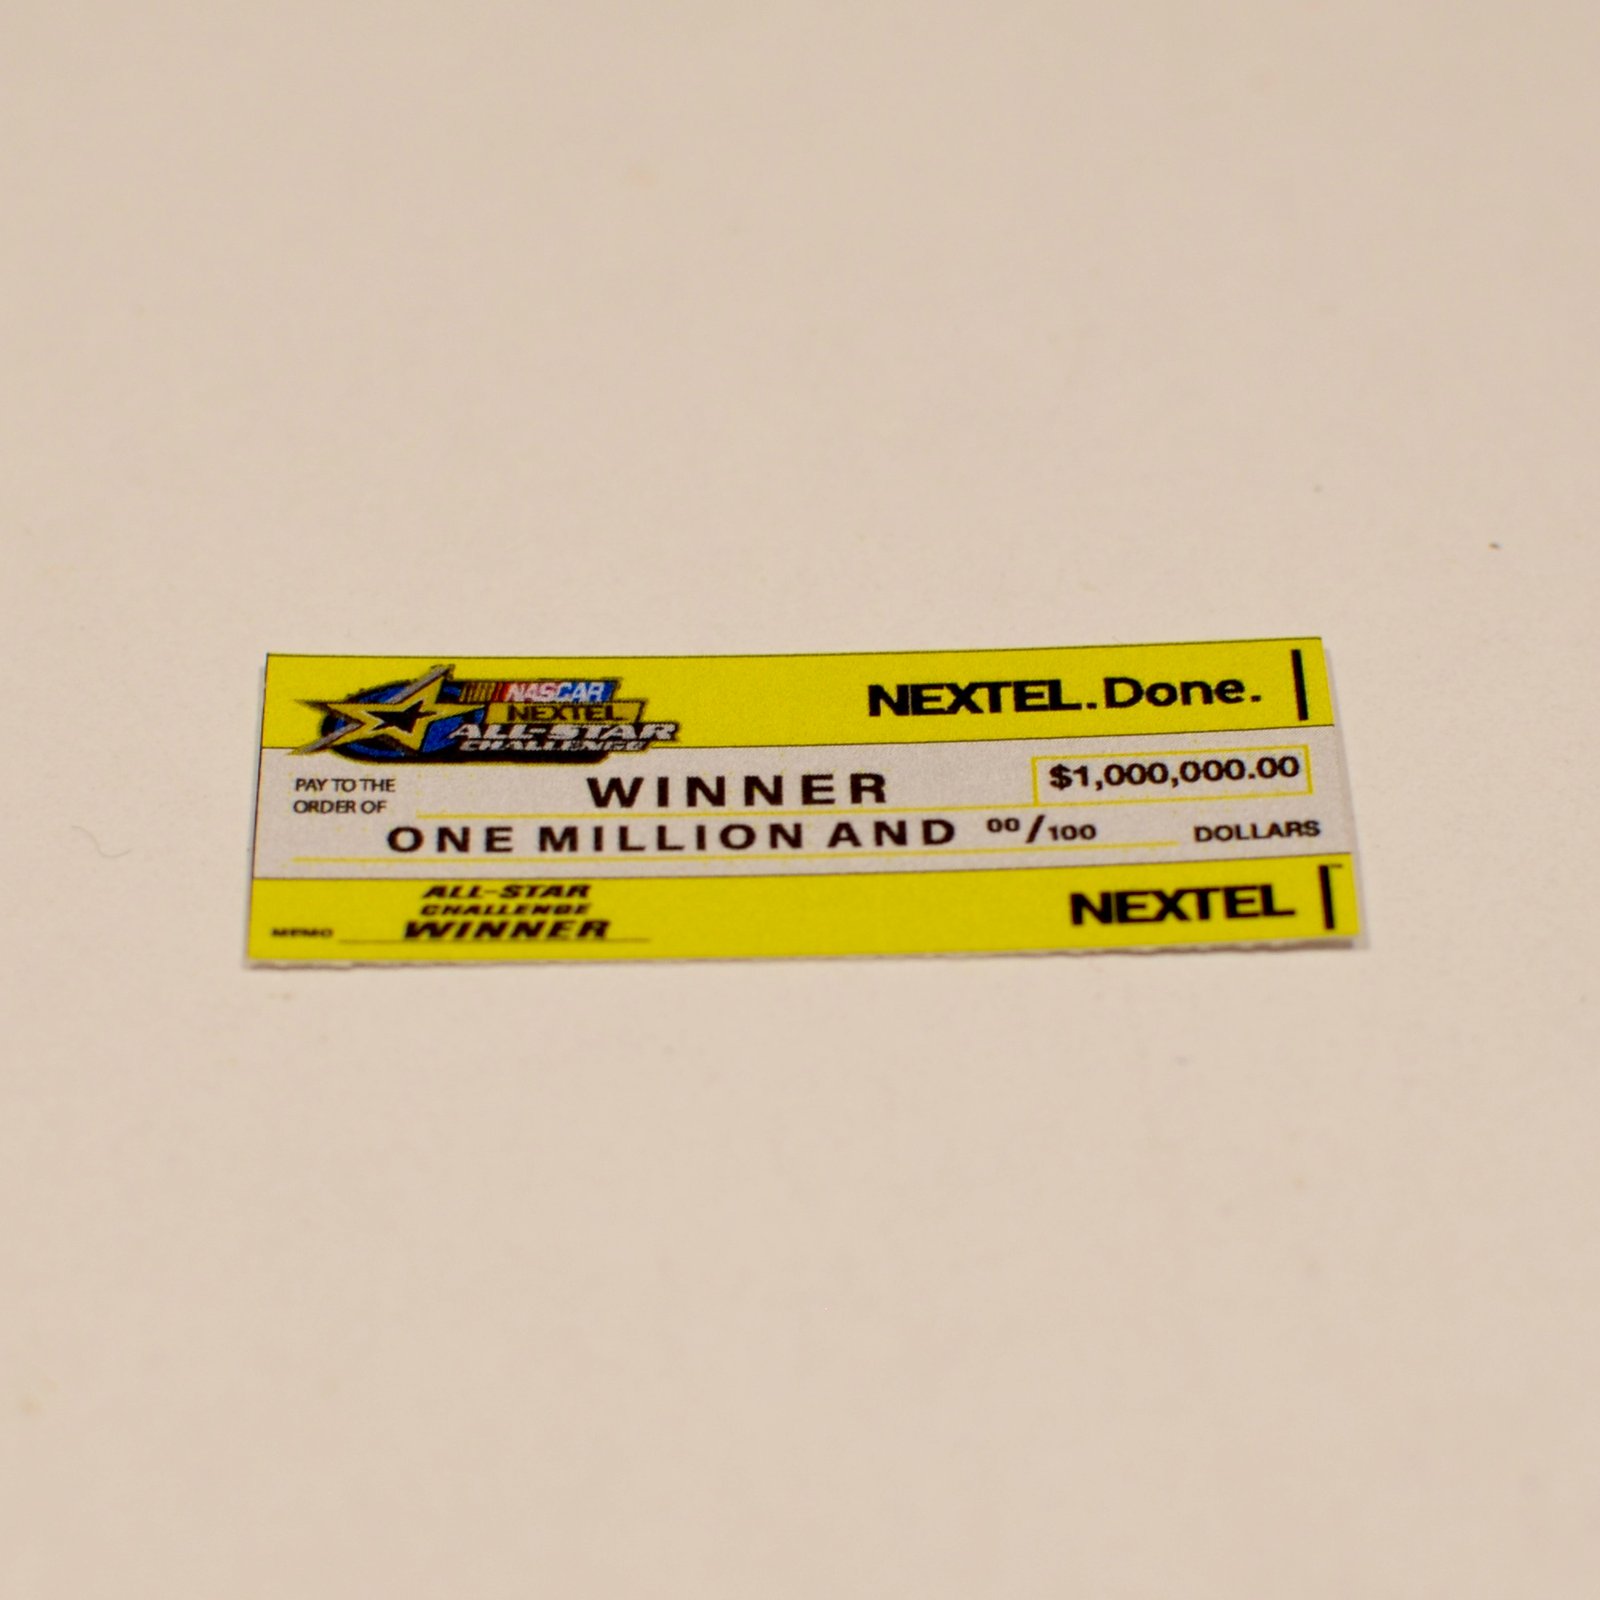 NASCAR
NEXTEL
ALL-STAR
CHALLENGE
NEXTEL.Done.
PAY TO THE
ORDER OF
WINNER
$1,000,000.00
ONE MILLION AND 00/100 DOLLARS
MEMO
ALL-STAR
CHALLENGE
WINNER
NEXTEL